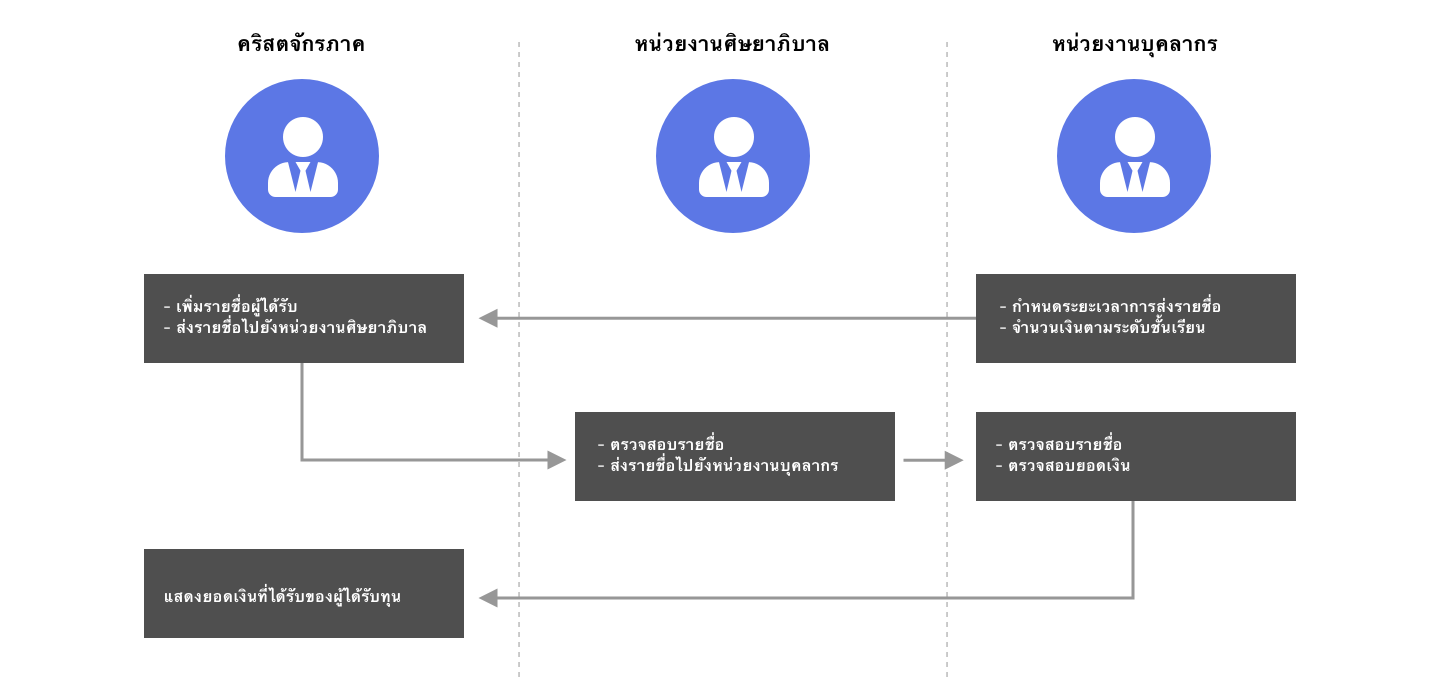 คริสตจักรภาค
หน่วยงานศิษยาภิบาล
หน่วยงานบุคลากร
- เพิ่มรายชื่อผู้ได้รับ
- ส่งรายชื่อไปยังหน่วยงานศิษยาภิบาล
- กำหนดระยะเวลาการส่งรายชื่อ
- จำนวนเงินตามระดับชั้นเรียน
- ตรวจสอบรายชื่อ
- ส่งรายชื่อไปยังหน่วยงานบุคลากร
- ตรวจสอบรายชื่อ
- ตรวจสอบยอดเงิน
แสดงยอดเงินที่ได้รับของผู้ได้รับทุน